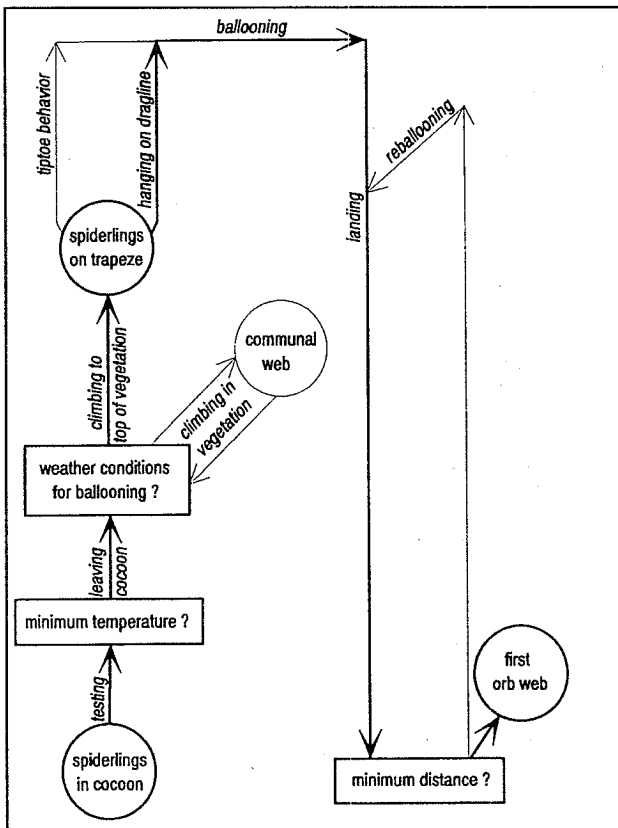 ballooning
tiptoe behavior
hanging on dragline
reballooning
landing
spiderlings
on trapeze
climbing to
top of vegetation
communal
web
climbing in
vegetation
weather conditions
for ballooning ?
leaving
cocoon
minimum temperature ?
testing
first
orb web
spiderlings
in cocoon
minimum distance ?